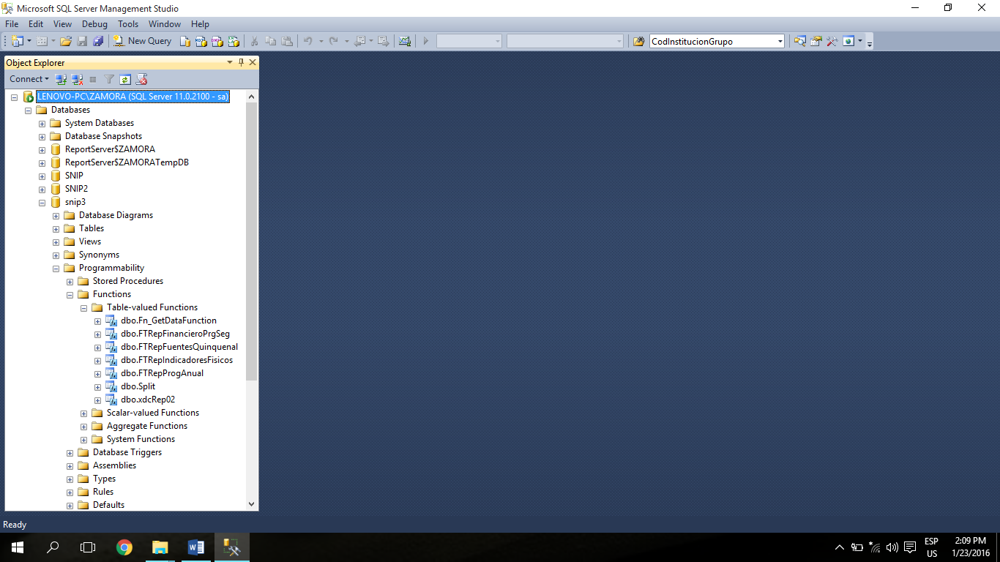 Microsoft SQL Server Management Studio
File Edit View Debug Tools Window Help
New Query
CodInstitucionGrupo
Object Explorer
Connect
LENOVO-PC\ZAMORA (SQL Server 11.0.2100 - sa)
Databases
System Databases
Database Snapshots
ReportServer$ZAMORA
ReportServer$ZAMORATempDB
SNIP
SNIP2
snip3
Database Diagrams
Tables
Views
Synonyms
Programmability
Stored Procedures
Functions
Table-valued Functions
dbo.Fn_GetDataFunction
dbo.FTRepFinancieroPrgSeg
dbo.FTRepFuentesQuinquenal
dbo.FTRepIndicadoresFisicos
dbo.FTRepProgAnual
dbo.Split
dbo.xdcRep02
Scalar-valued Functions
Aggregate Functions
System Functions
Database Triggers
Assemblies
Types
Rules
Defaults
Ready
ESP
US
2:09 PM
1/23/2016